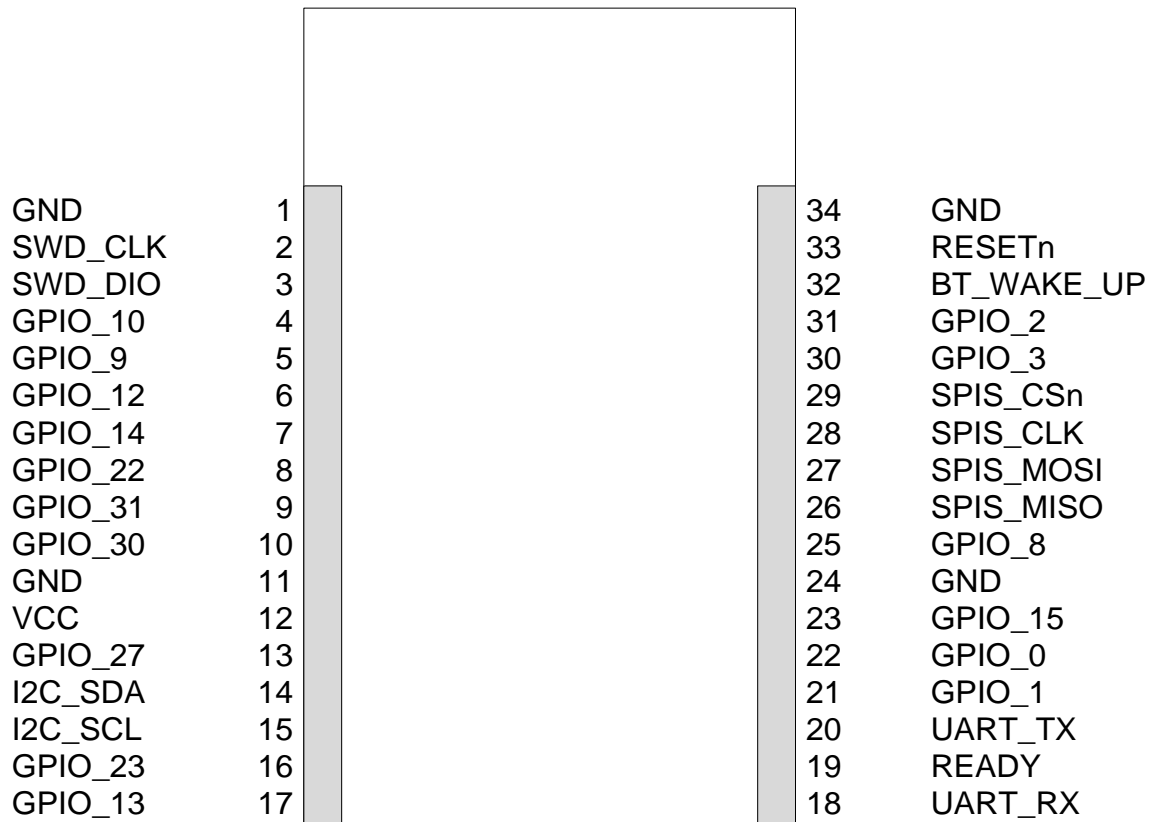 GND 1 34 GND
SWD_CLK 2 33 RESETn
SWD_DIO 3 32 BT_WAKE_UP
GPIO_10 4 31 GPIO_2
GPIO_9 5 30 GPIO_3
GPIO_12 6 29 SPIS_CSn
GPIO_14 7 28 SPIS_CLK
GPIO_22 8 27 SPIS_MOSI
GPIO_31 9 26 SPIS_MISO
GPIO_30 10 25 GPIO_8
GND 11 24 GND
VCC 12 23 GPIO_15
GPIO_27 13 22 GPIO_0
I2C_SDA 14 21 GPIO_1
I2C_SCL 15 20 UART_TX
GPIO_23 16 19 READY
GPIO_13 17 18 UART_RX